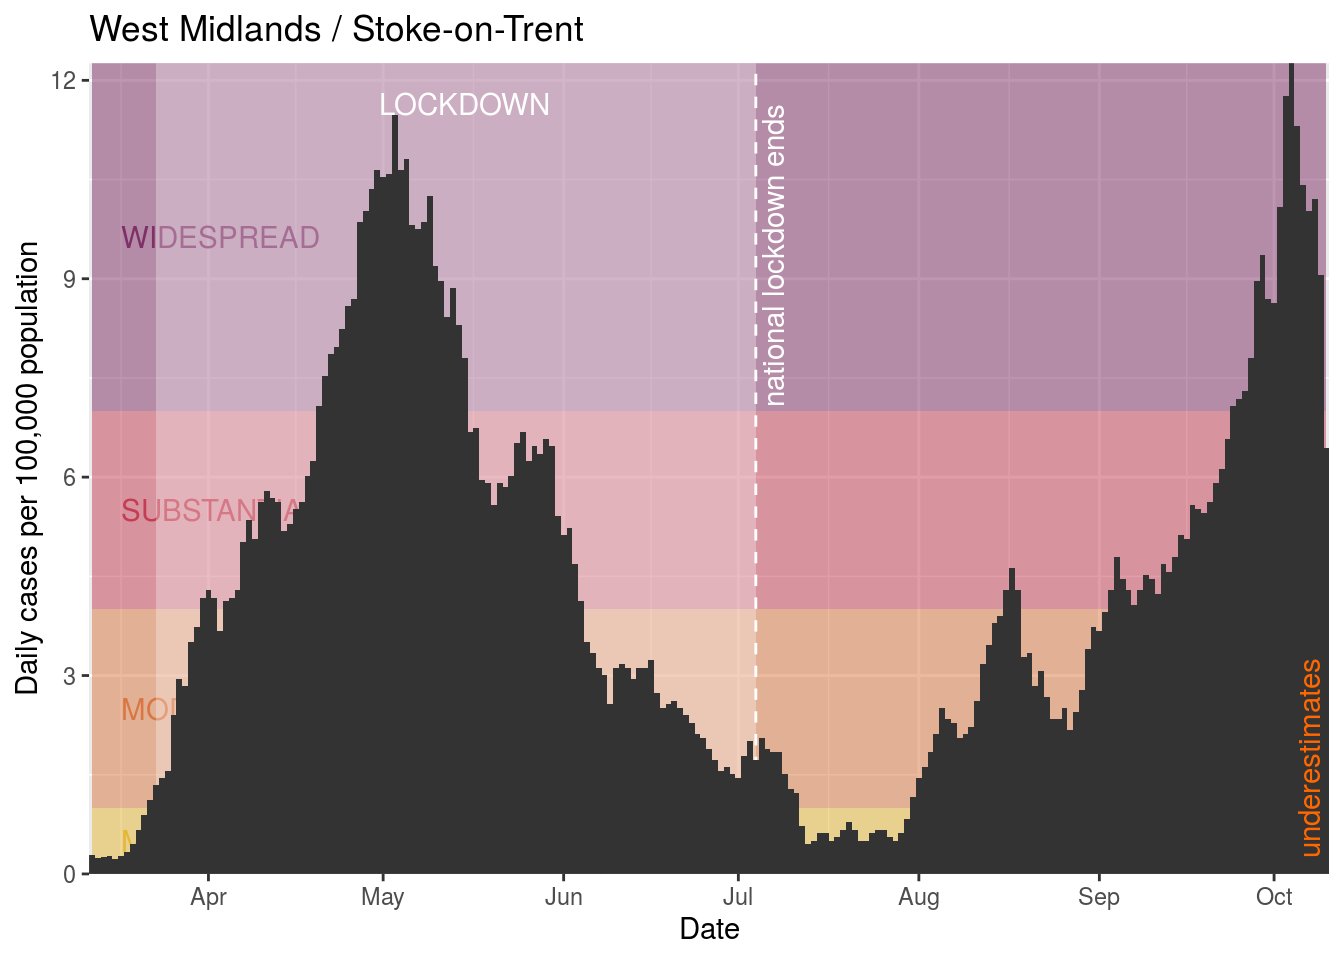 West Midlands / Stoke-on-Trent
12
LOCKDOWN
national lockdown ends
WIDESPREAD
9
Daily cases per 100,000 population
6
3
underestimates
0
Apr
May
Jun
Jul
Aug
Sep
Oct
Date